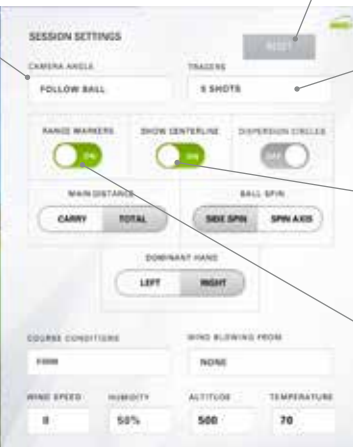 SESSION SETTINGS
RESET
CAMERA ANGLE
TRACERS
FOLLOW BALL
5 SHOTS
RANGE MARKERS
SHOW CENTERLINE
DISPERSION CIRCLES
ON
ON
OFF
MAIN DISTANCE
BALL SPIN
CARRY
TOTAL
SIDE SPIN
SPIN AXIS
DOMINANT HAND
LEFT
RIGHT
COURSE CONDITIONS
WIND BLOWING FROM
FIRM
NONE
WIND SPEED
HUMIDITY
ALTITUDE
TEMPERATURE
0
50%
500
70